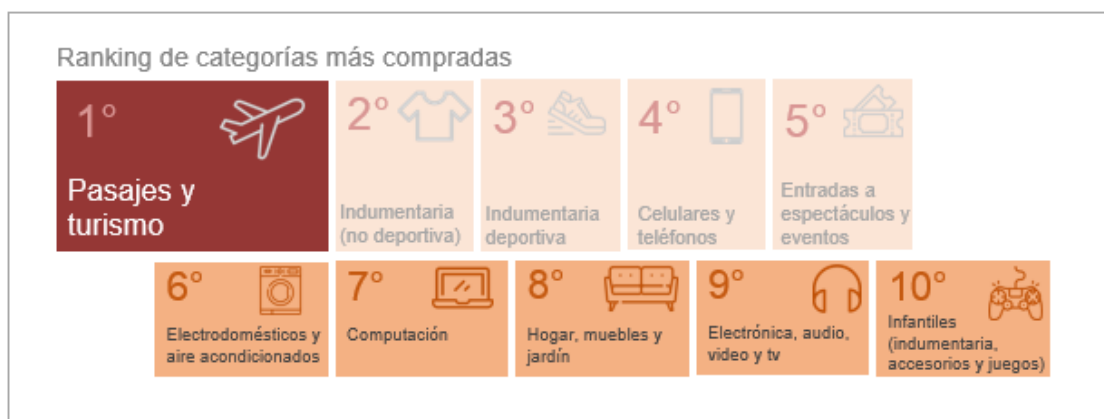 Ranking de categorías más compradas
1°
Pasajes y
turismo
2°
Indumentaria
(no deportiva)
3°
Indumentaria
deportiva
4°
Celulares y
teléfonos
5°
Entradas a
espectáculos y
eventos
6°
Electrodomésticos y
aire acondicionados
7°
Computación
8°
Hogar, muebles y
jardín
9°
Electrónica, audio,
video y tv
10°
Infantiles
(indumentaria,
accesorios y juegos)